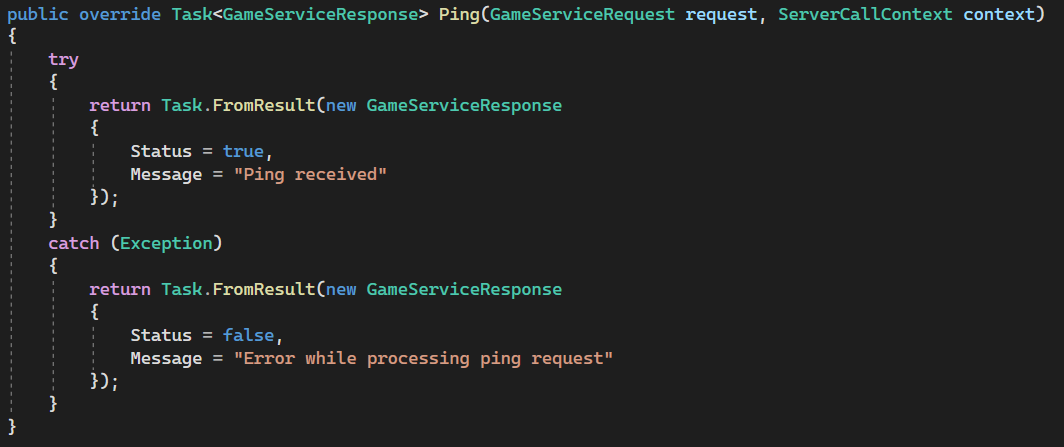 public override Task<GameServiceResponse> Ping(GameServiceRequest request, ServerCallContext context)
{
    try
    {
        return Task.FromResult(new GameServiceResponse
        {
            Status = true,
            Message = "Ping received"
        });
    }
    catch (Exception)
    {
        return Task.FromResult(new GameServiceResponse
        {
            Status = false,
            Message = "Error while processing ping request"
        });
    }
}